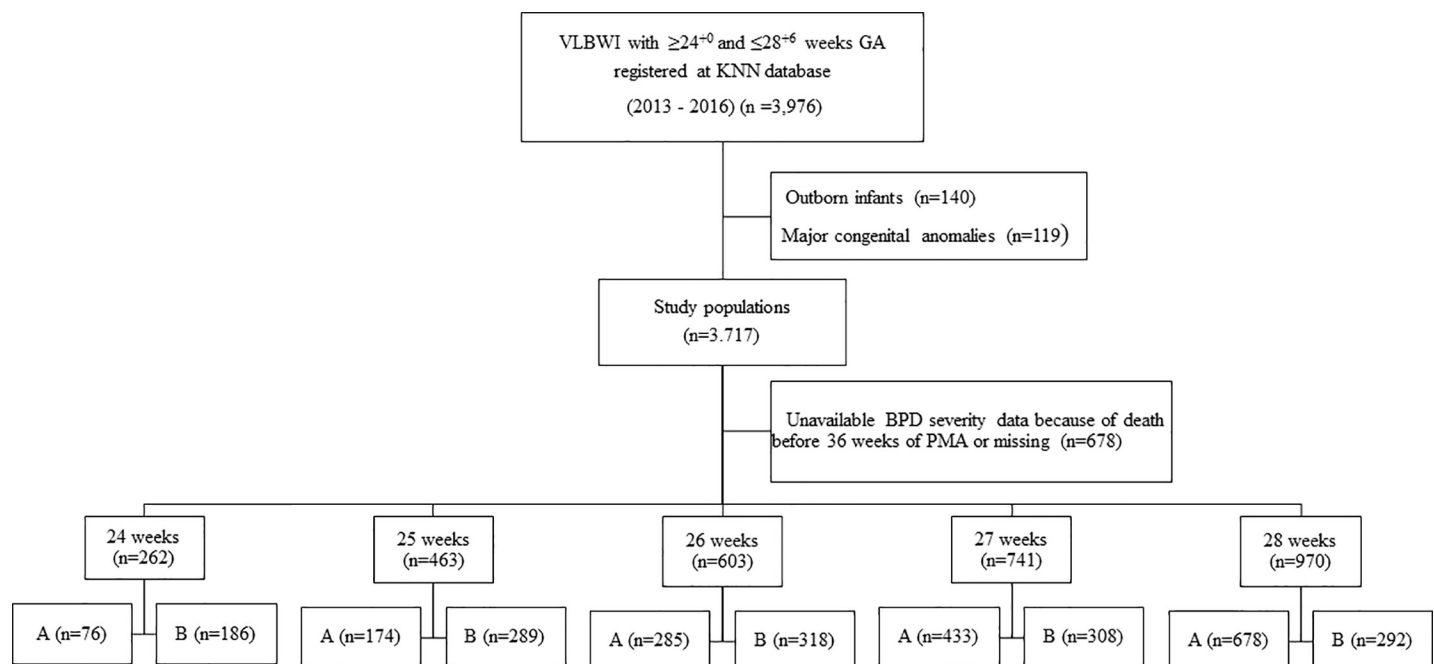 VLBWI with ≥24⁺⁰ and ≤28⁺⁶ weeks GA
registered at KNN database
(2013 - 2016) (n =3,976)
Outborn infants (n=140)
Major congenital anomalies (n=119)
Study populations
(n=3.717)
Unavailable BPD severity data because of death
before 36 weeks of PMA or missing (n=678)
24 weeks
(n=262)
25 weeks
(n=463)
26 weeks
(n=603)
27 weeks
(n=741)
28 weeks
(n=970)
A (n=76)
B (n=186)
A (n=174)
B (n=289)
A (n=285)
B (n=318)
A (n=433)
B (n=308)
A (n=678)
B (n=292)